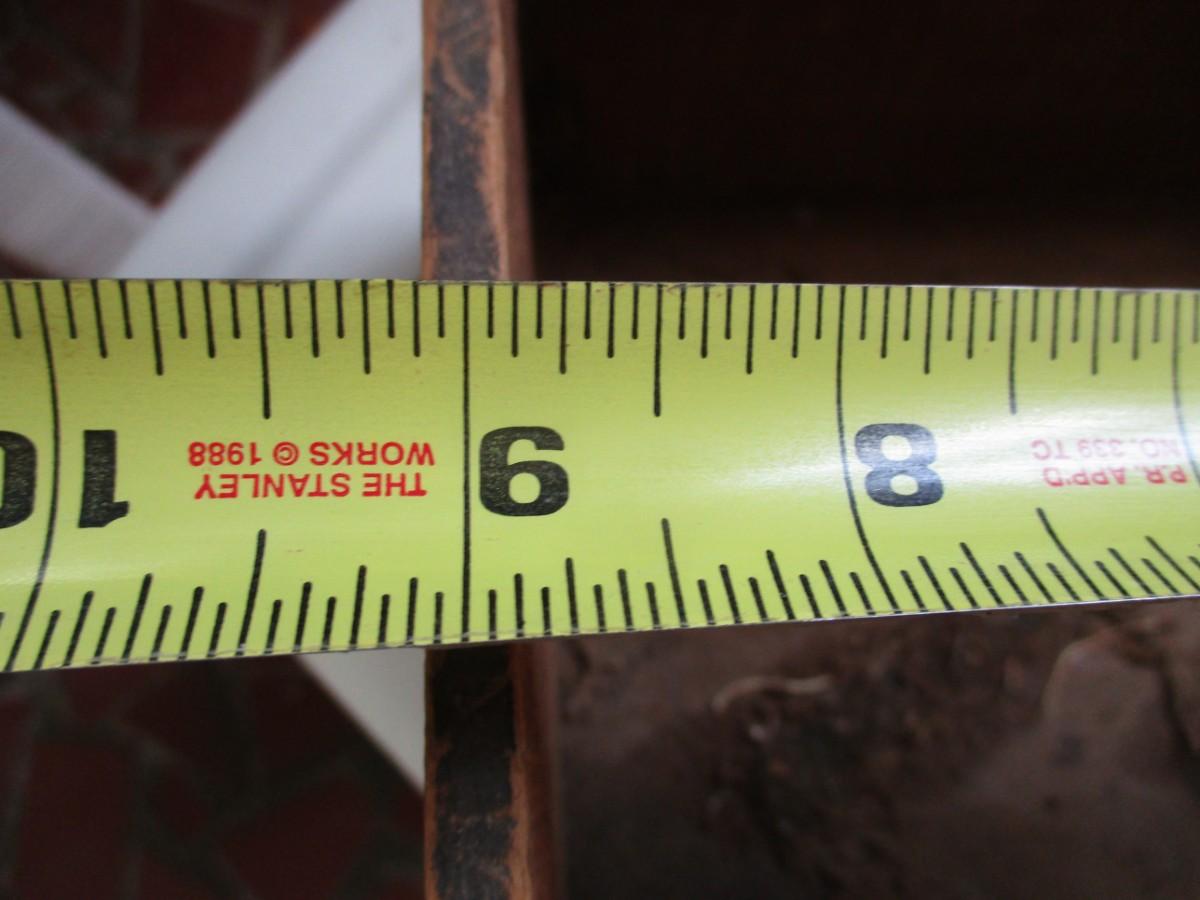 P.R. APP'D
NO. 339 TC
8
9
THE STANLEY
WORKS © 1988
10